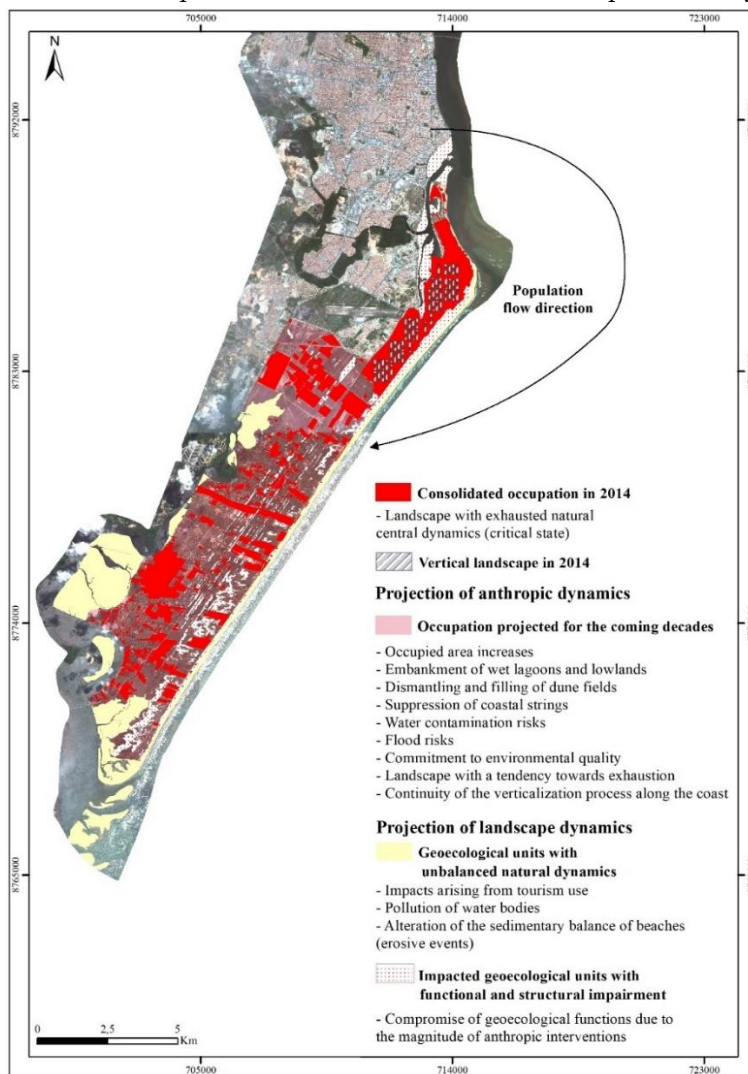 705000
714000
723000
N
8792000
8792000
Population
flow direction
8783000
8783000
Consolidated occupation in 2014
- Landscape with exhausted natural
central dynamics (critical state)
Vertical landscape in 2014
Projection of anthropic dynamics
8774000
8774000
Occupation projected for the coming decades
- Occupied area increases
- Embankment of wet lagoons and lowlands
- Dismantling and filling of dune fields
- Suppression of coastal strings
- Water contamination risks
- Flood risks
- Commitment to environmental quality
- Landscape with a tendency towards exhaustion
- Continuity of the verticalization process along the coast
Projection of landscape dynamics
Geoecological units with
unbalanced natural dynamics
8765000
8765000
- Impacts arising from tourism use
- Pollution of water bodies
- Alteration of the sedimentary balance of beaches
(erosive events)
Impacted geoecological units with
functional and structural impairment
- Compromise of geoecological functions due to
the magnitude of anthropic interventions
0 2,5 5
Km
705000
714000
723000